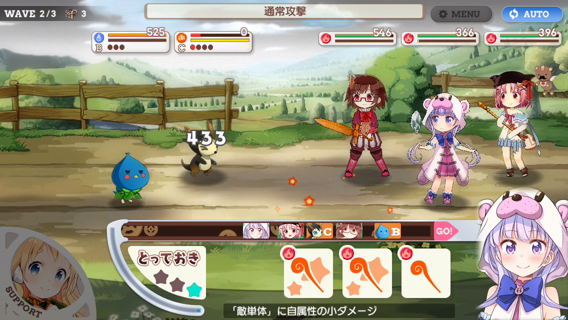 WAVE 2/3 3
通常攻撃
MENU
AUTO
525
B
0
C
546
366
396
433
C
B
GO!
とっておき
SUPPORT
「敵単体」に自属性の小ダメージ